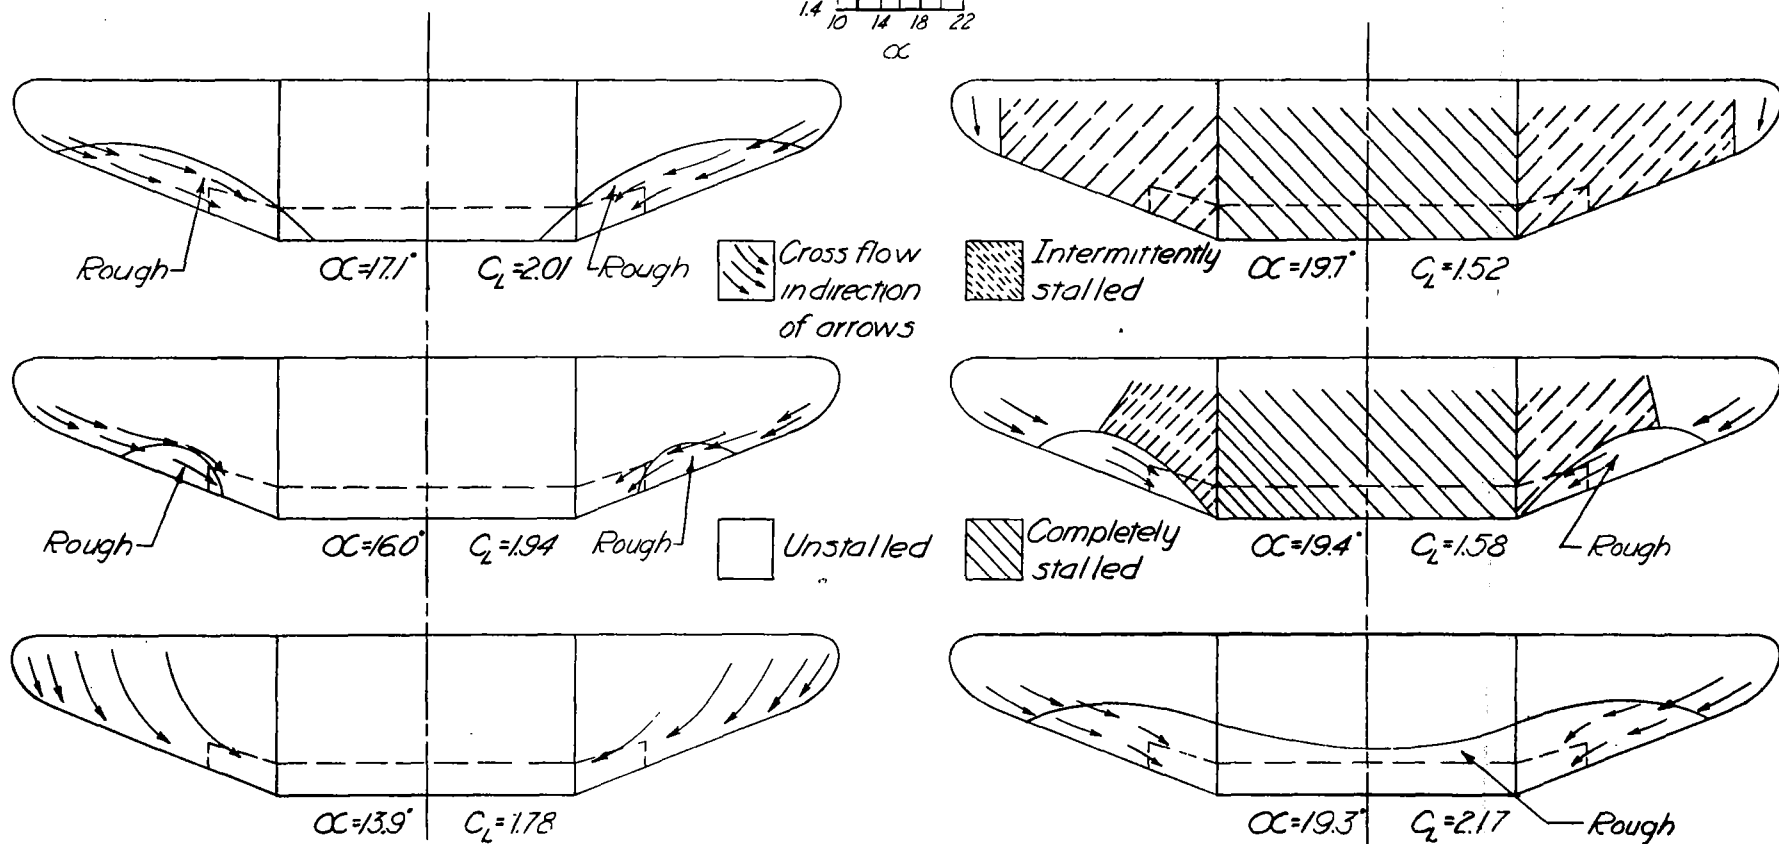 1.4
10 14 18 22
α
Rough
α=17.1° C_L=2.01
Rough
Cross flow
in direction
of arrows
Intermittently
stalled
α=19.7° C_L=1.52
Rough
α=16.0° C_L=1.94
Rough
Unstalled
Completely
stalled
α=19.4° C_L=1.58
Rough
α=13.9° C_L=1.78
α=19.3° C_L=2.17
Rough